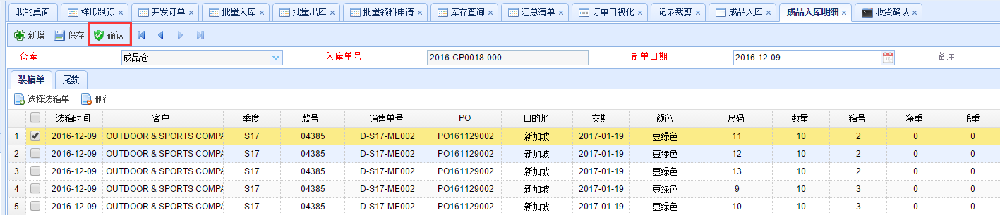 我的桌面 样版跟踪 × 开发订单 × 批量入库 × 批量出库 × 批量领料申请 × 库存查询 × 汇总清单 × 订单目视化 × 记录裁剪 × 成品入库 × 成品入库明细 × 收货确认 ×
新增 保存 确认
仓库 成品仓 入库单号 2016-CP0018-000 制单日期 2016-12-09 备注
装箱单 尾数
选择装箱单 删行
装箱时间 客户 季度 款号 销售单号 PO 目的地 交期 颜色 尺码 数量 箱号 净重 毛重
1 2016-12-09 OUTDOOR & SPORTS COMPA S17 04385 D-S17-ME002 PO161129002 新加坡 2017-01-19 豆绿色 11 10 2 0 0
2 2016-12-09 OUTDOOR & SPORTS COMPA S17 04385 D-S17-ME002 PO161129002 新加坡 2017-01-19 豆绿色 12 10 2 0 0
3 2016-12-09 OUTDOOR & SPORTS COMPA S17 04385 D-S17-ME002 PO161129002 新加坡 2017-01-19 豆绿色 13 10 2 0 0
4 2016-12-09 OUTDOOR & SPORTS COMPA S17 04385 D-S17-ME002 PO161129002 新加坡 2017-01-19 豆绿色 9 10 3 0 0
5 2016-12-09 OUTDOOR & SPORTS COMPA S17 04385 D-S17-ME002 PO161129002 新加坡 2017-01-19 豆绿色 10 10 3 0 0